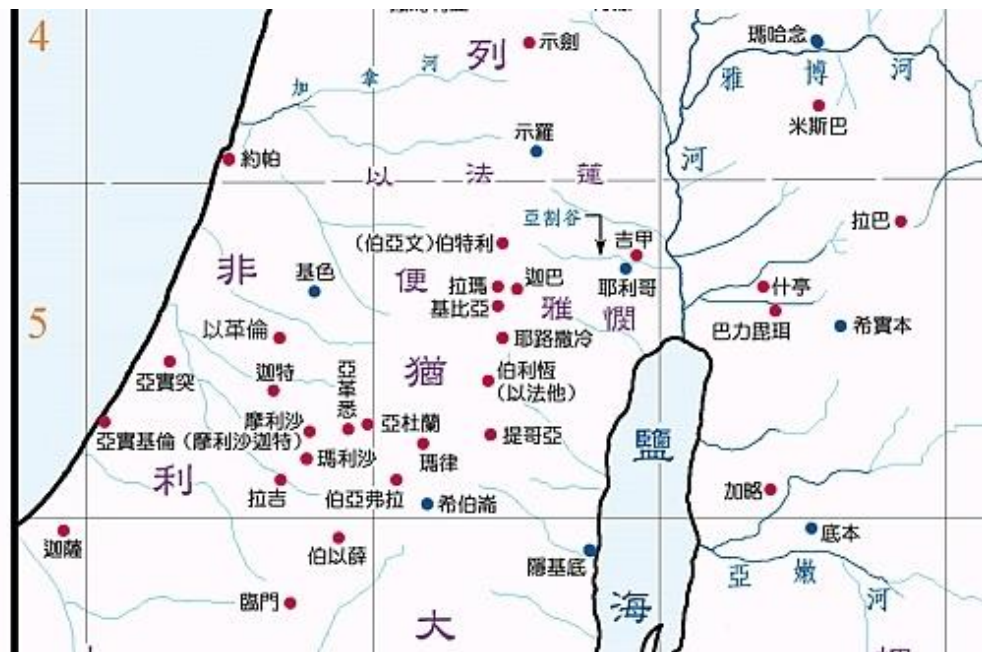 4
列
示劍
瑪哈念
加拿河
雅博河
米斯巴
示羅
約帕
河
以法蓮
亞割谷
拉巴
(伯亞文)伯特利
吉甲
非
基色
便
拉瑪
迦巴
耶利哥
什亭
基比亞
雅憫
5
巴力毘珥
希實本
以革倫
耶路撒冷
亞實突
迦特
亞革悉
猶
伯利恆
(以法他)
摩利沙
亞杜蘭
亞實基倫
(摩利沙迦特)
提哥亞
鹽
瑪利沙
瑪律
利
拉吉
伯亞弗拉
希伯崙
加略
迦薩
伯以薛
隱基底
底本
亞嫩河
臨門
大
海